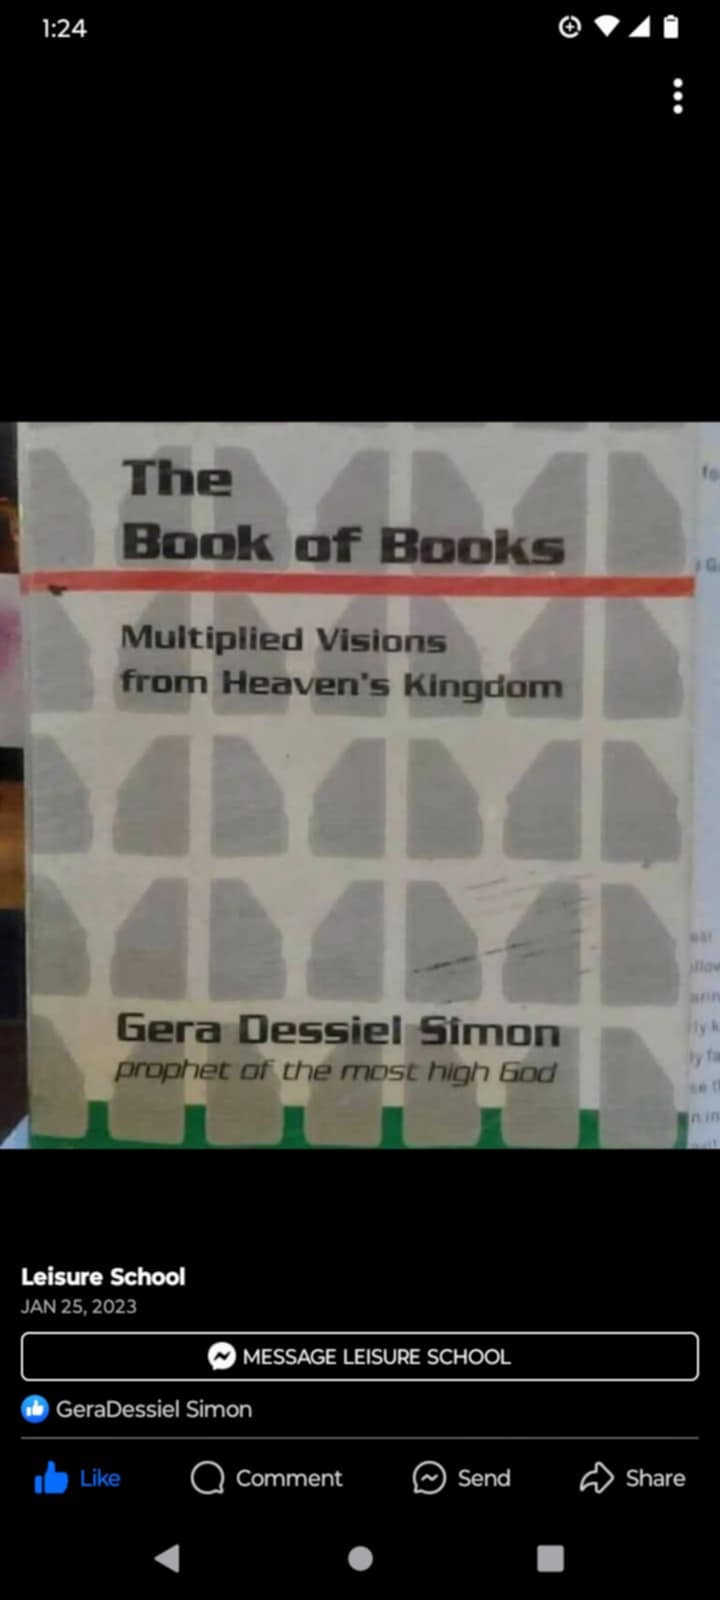 1:24
The
Book of Books
Multiplied Visions
from Heaven's Kingdom
Gera Dessiel Simon
prophet of the most high God
Leisure School
JAN 25, 2023
MESSAGE LEISURE SCHOOL
GeraDessiel Simon
Like Comment Send Share